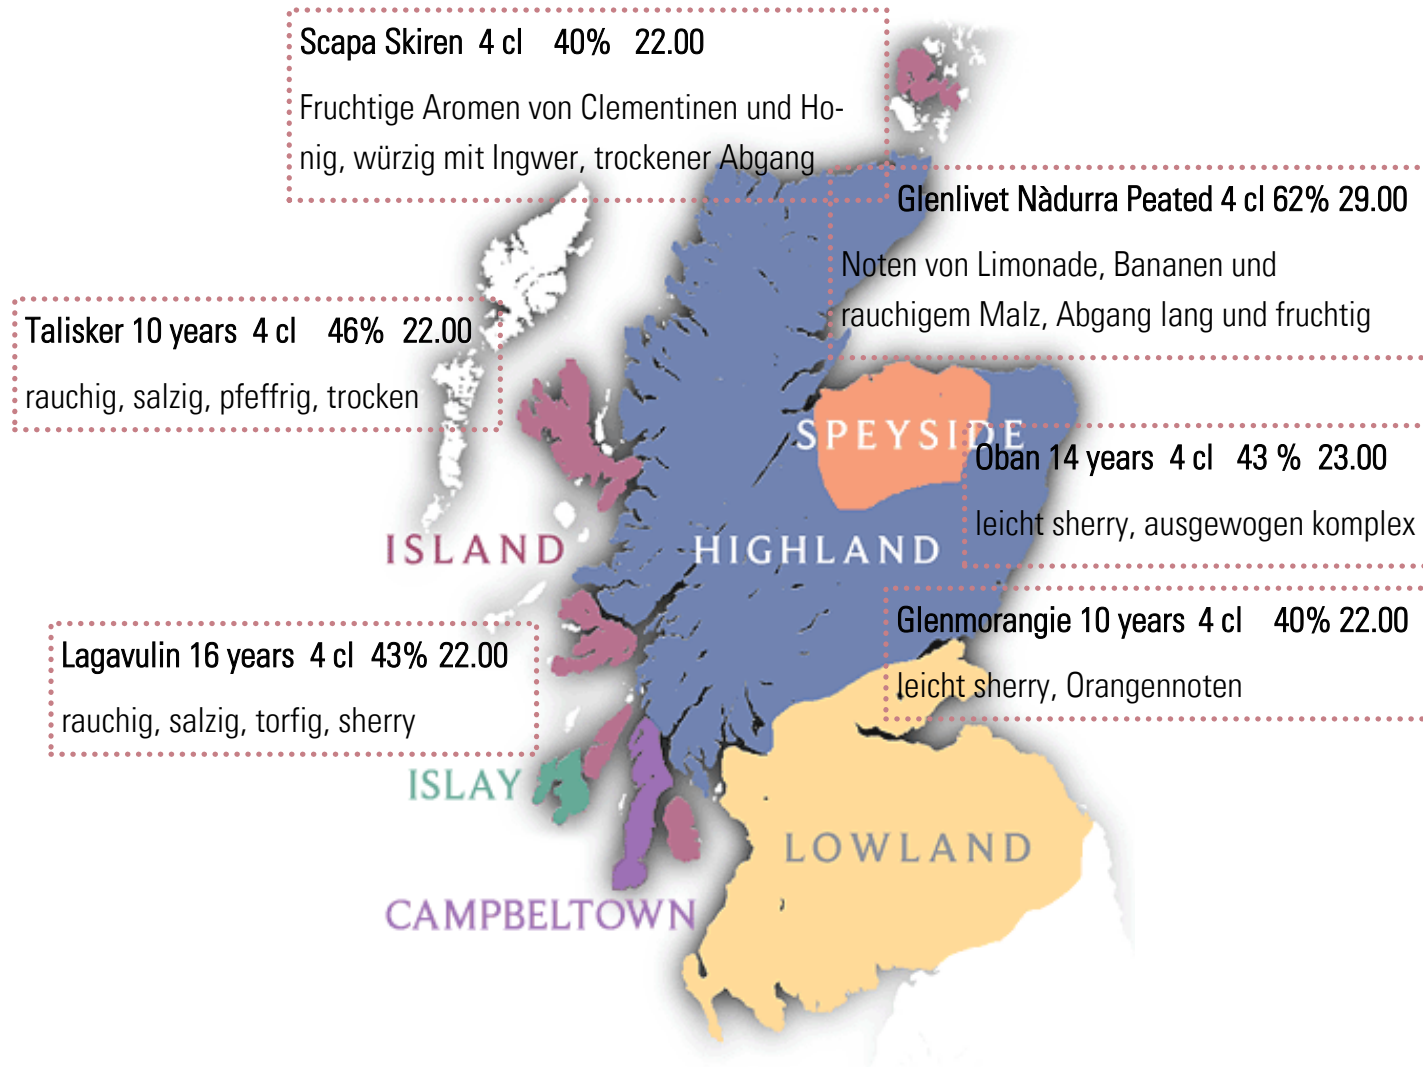 Scapa Skiren 4 cl 40% 22.00
Fruchtige Aromen von Clementinen und Ho-
nig, würzig mit Ingwer, trockener Abgang
Glenlivet Nàdurra Peated 4 cl 62% 29.00
Noten von Limonade, Bananen und
rauchigem Malz, Abgang lang und fruchtig
Talisker 10 years 4 cl 46% 22.00
rauchig, salzig, pfeffrig, trocken
SPEYSIDE
Oban 14 years 4 cl 43 % 23.00
leicht sherry, ausgewogen komplex
ISLAND
HIGHLAND
Glenmorangie 10 years 4 cl 40% 22.00
leicht sherry, Orangennoten
Lagavulin 16 years 4 cl 43% 22.00
rauchig, salzig, torfig, sherry
ISLAY
LOWLAND
CAMPBELTOWN